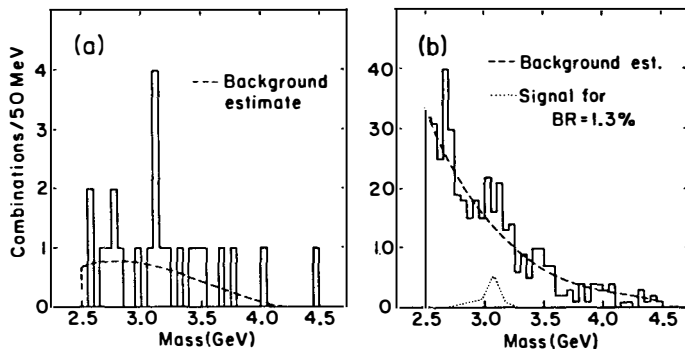 (a)
Combinations/50 MeV
4
3
2
1
0
--- Background
estimate
2.5
3.0
3.5
4.0
4.5
Mass(GeV)
(b)
40
30
20
10
0
--- Background est.
Signal for
BR=1.3%
2.5
3.0
3.5
4.0
4.5
Mass(GeV)